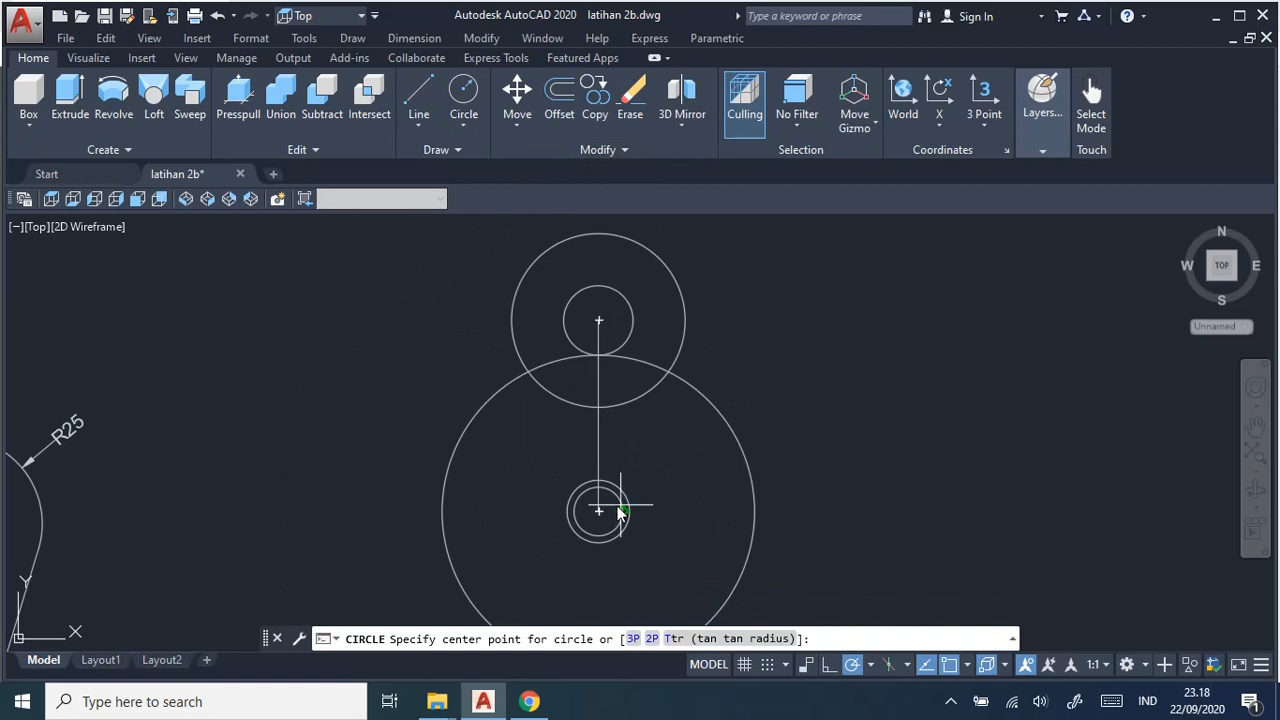 Top
Autodesk AutoCAD 2020 latihan 2b.dwg
Type a keyword or phrase
Sign In
File Edit View Insert Format Tools Draw Dimension Modify Window Help Express Parametric
Home Visualize Insert View Manage Output Add-ins Collaborate Express Tools Featured Apps
Box Extrude Revolve Loft Sweep Presspull Union Subtract Intersect Line Circle Move Offset Copy Erase 3D Mirror Culling No Filter Move Gizmo World X 3 Point Layers... Select Mode
Create Edit Draw Modify Selection Coordinates Touch
Start latihan 2b*
[−][Top][2D Wireframe]
N
W TOP E
S
Unnamed
R25
Y
X
CIRCLE Specify center point for circle or [3P 2P Ttr (tan tan radius)]:
Model Layout1 Layout2 +
MODEL 1:1
Type here to search
IND
23.18
22/09/2020
1